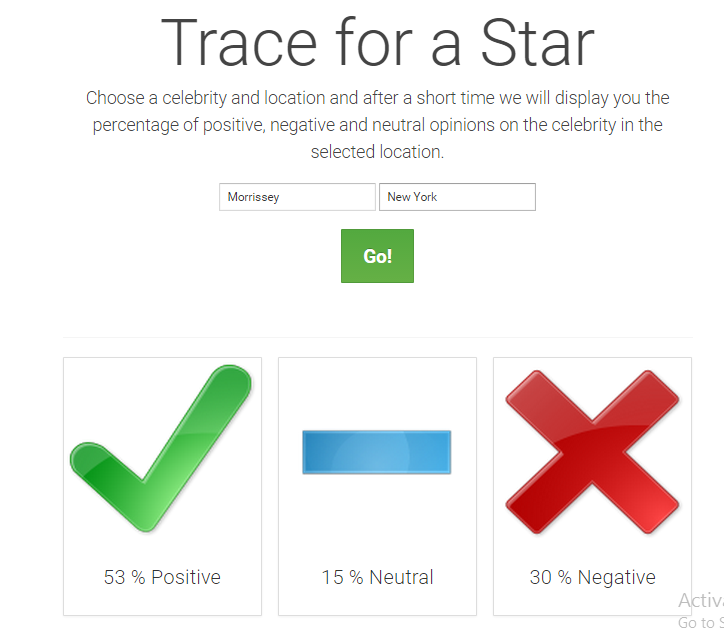 Trace for a Star
Choose a celebrity and location and after a short time we will display you the
percentage of positive, negative and neutral opinions on the celebrity in the
selected location.
Morrissey
New York
Go!
53 % Positive
15 % Neutral
30 % Negative
Activa
Go to S